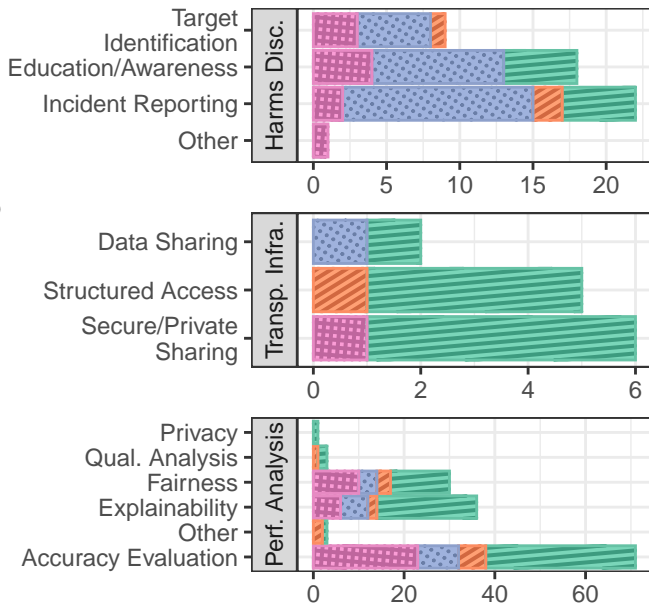 Harms Disc.
Target
Identification
Education/Awareness
Incident Reporting
Other
0 5 10 15 20
Transp. Infra.
Data Sharing
Structured Access
Secure/Private
Sharing
0 2 4 6
Perf. Analysis
Privacy
Qual. Analysis
Fairness
Explainability
Other
Accuracy Evaluation
0 20 40 60